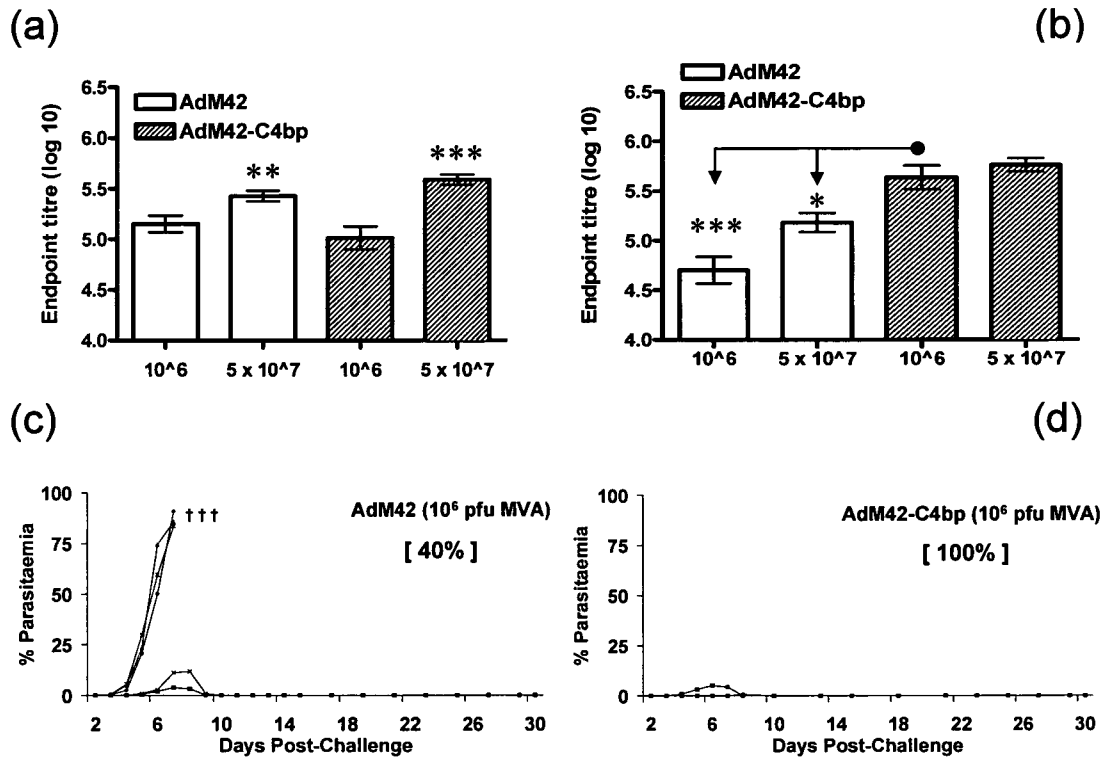 (a)
(b)
AdM42
AdM42-C4bp
Endpoint titre (log 10)
6.5
6.0
5.5
5.0
4.5
4.0
**
***
10^6
5 x 10^7
10^6
5 x 10^7
AdM42
AdM42-C4bp
Endpoint titre (log 10)
6.5
6.0
5.5
5.0
4.5
4.0
***
*
10^6
5 x 10^7
10^6
5 x 10^7
(c)
(d)
% Parasitaemia
100
75
50
25
0
†††
AdM42 (10⁶ pfu MVA)
[ 40% ]
2 6 10 14 18 22 26 30
Days Post-Challenge
% Parasitaemia
100
75
50
25
0
AdM42-C4bp (10⁶ pfu MVA)
[ 100% ]
2 6 10 14 18 22 26 30
Days Post-Challenge